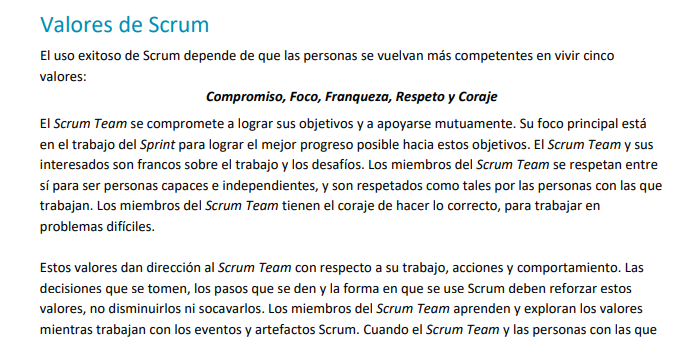 Valores de Scrum
El uso exitoso de Scrum depende de que las personas se vuelvan más competentes en vivir cinco
valores:
Compromiso, Foco, Franqueza, Respeto y Coraje
El Scrum Team se compromete a lograr sus objetivos y a apoyarse mutuamente. Su foco principal está
en el trabajo del Sprint para lograr el mejor progreso posible hacia estos objetivos. El Scrum Team y sus
interesados son francos sobre el trabajo y los desafíos. Los miembros del Scrum Team se respetan entre
sí para ser personas capaces e independientes, y son respetados como tales por las personas con las que
trabajan. Los miembros del Scrum Team tienen el coraje de hacer lo correcto, para trabajar en
problemas difíciles.
Estos valores dan dirección al Scrum Team con respecto a su trabajo, acciones y comportamiento. Las
decisiones que se tomen, los pasos que se den y la forma en que se use Scrum deben reforzar estos
valores, no disminuirlos ni socavarlos. Los miembros del Scrum Team aprenden y exploran los valores
mientras trabajan con los eventos y artefactos Scrum. Cuando el Scrum Team y las personas con las que